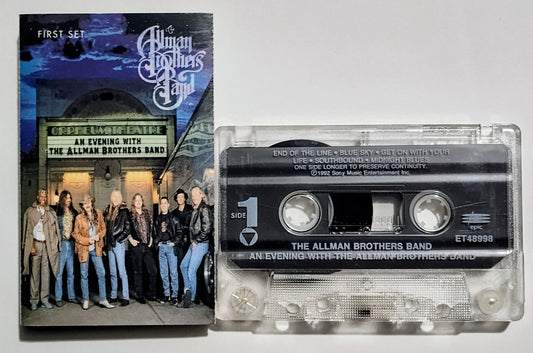 FIRST SET
The
Allman
Brothers
Band
ORPHEUM THEATRE
AN EVENING WITH
THE ALLMAN BROTHERS BAND
END OF THE LINE • BLUE SKY • GET ON WITH YOUR
LIFE • SOUTHBOUND • MIDNIGHT BLUES
ONE SIDE LONGER TO PRESERVE CONTINUITY.
℗1992 Sony Music Entertainment Inc.
SIDE 1
epic
ET48998
THE ALLMAN BROTHERS BAND
AN EVENING WITH THE ALLMAN BROTHERS BAND